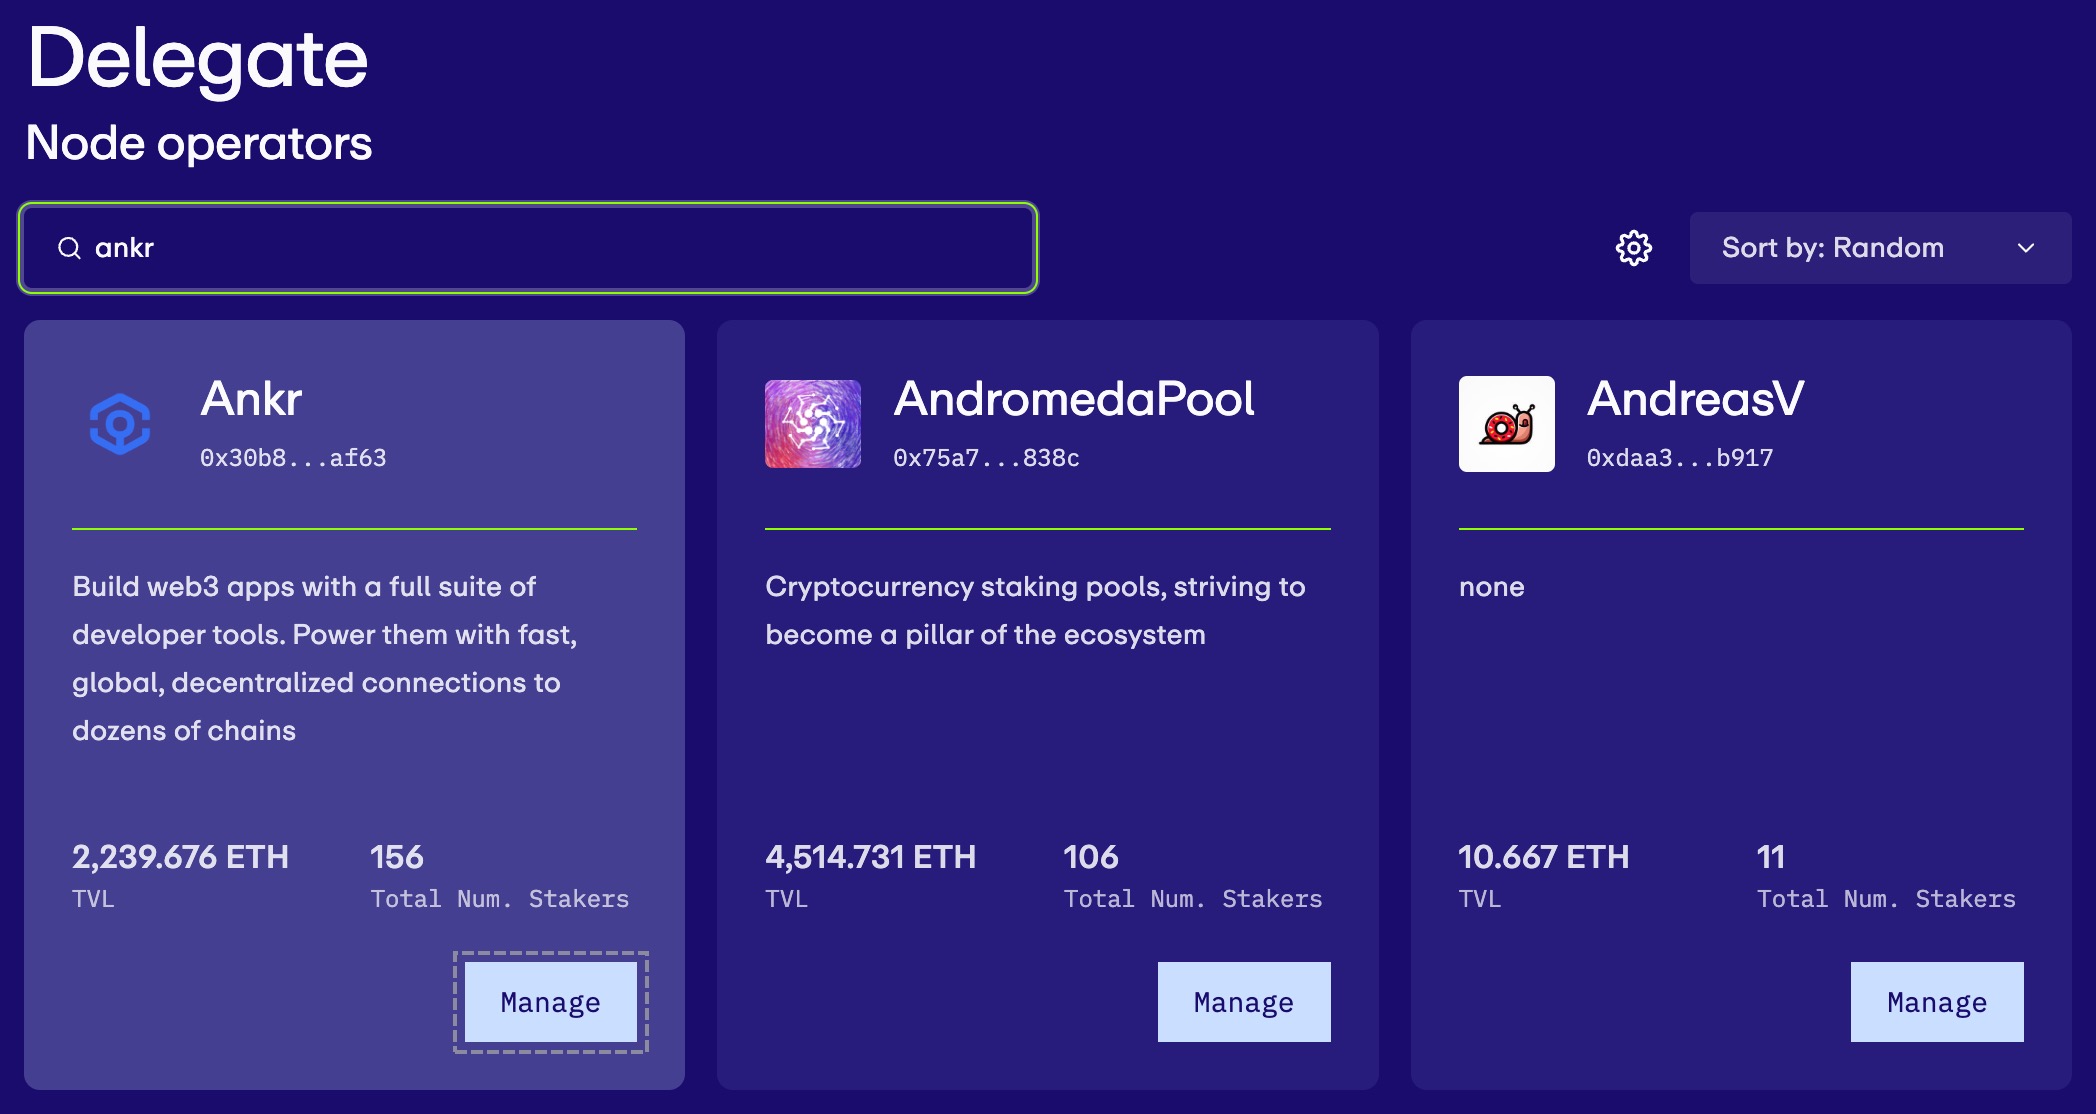 Delegate
Node operators
ankr
Sort by: Random
Ankr
0x30b8...af63
Build web3 apps with a full suite of
developer tools. Power them with fast,
global, decentralized connections to
dozens of chains
2,239.676 ETH
TVL
156
Total Num. Stakers
Manage
AndromedaPool
0x75a7...838c
Cryptocurrency staking pools, striving to
become a pillar of the ecosystem
4,514.731 ETH
TVL
106
Total Num. Stakers
Manage
AndreasV
0xdaa3...b917
none
10.667 ETH
TVL
11
Total Num. Stakers
Manage